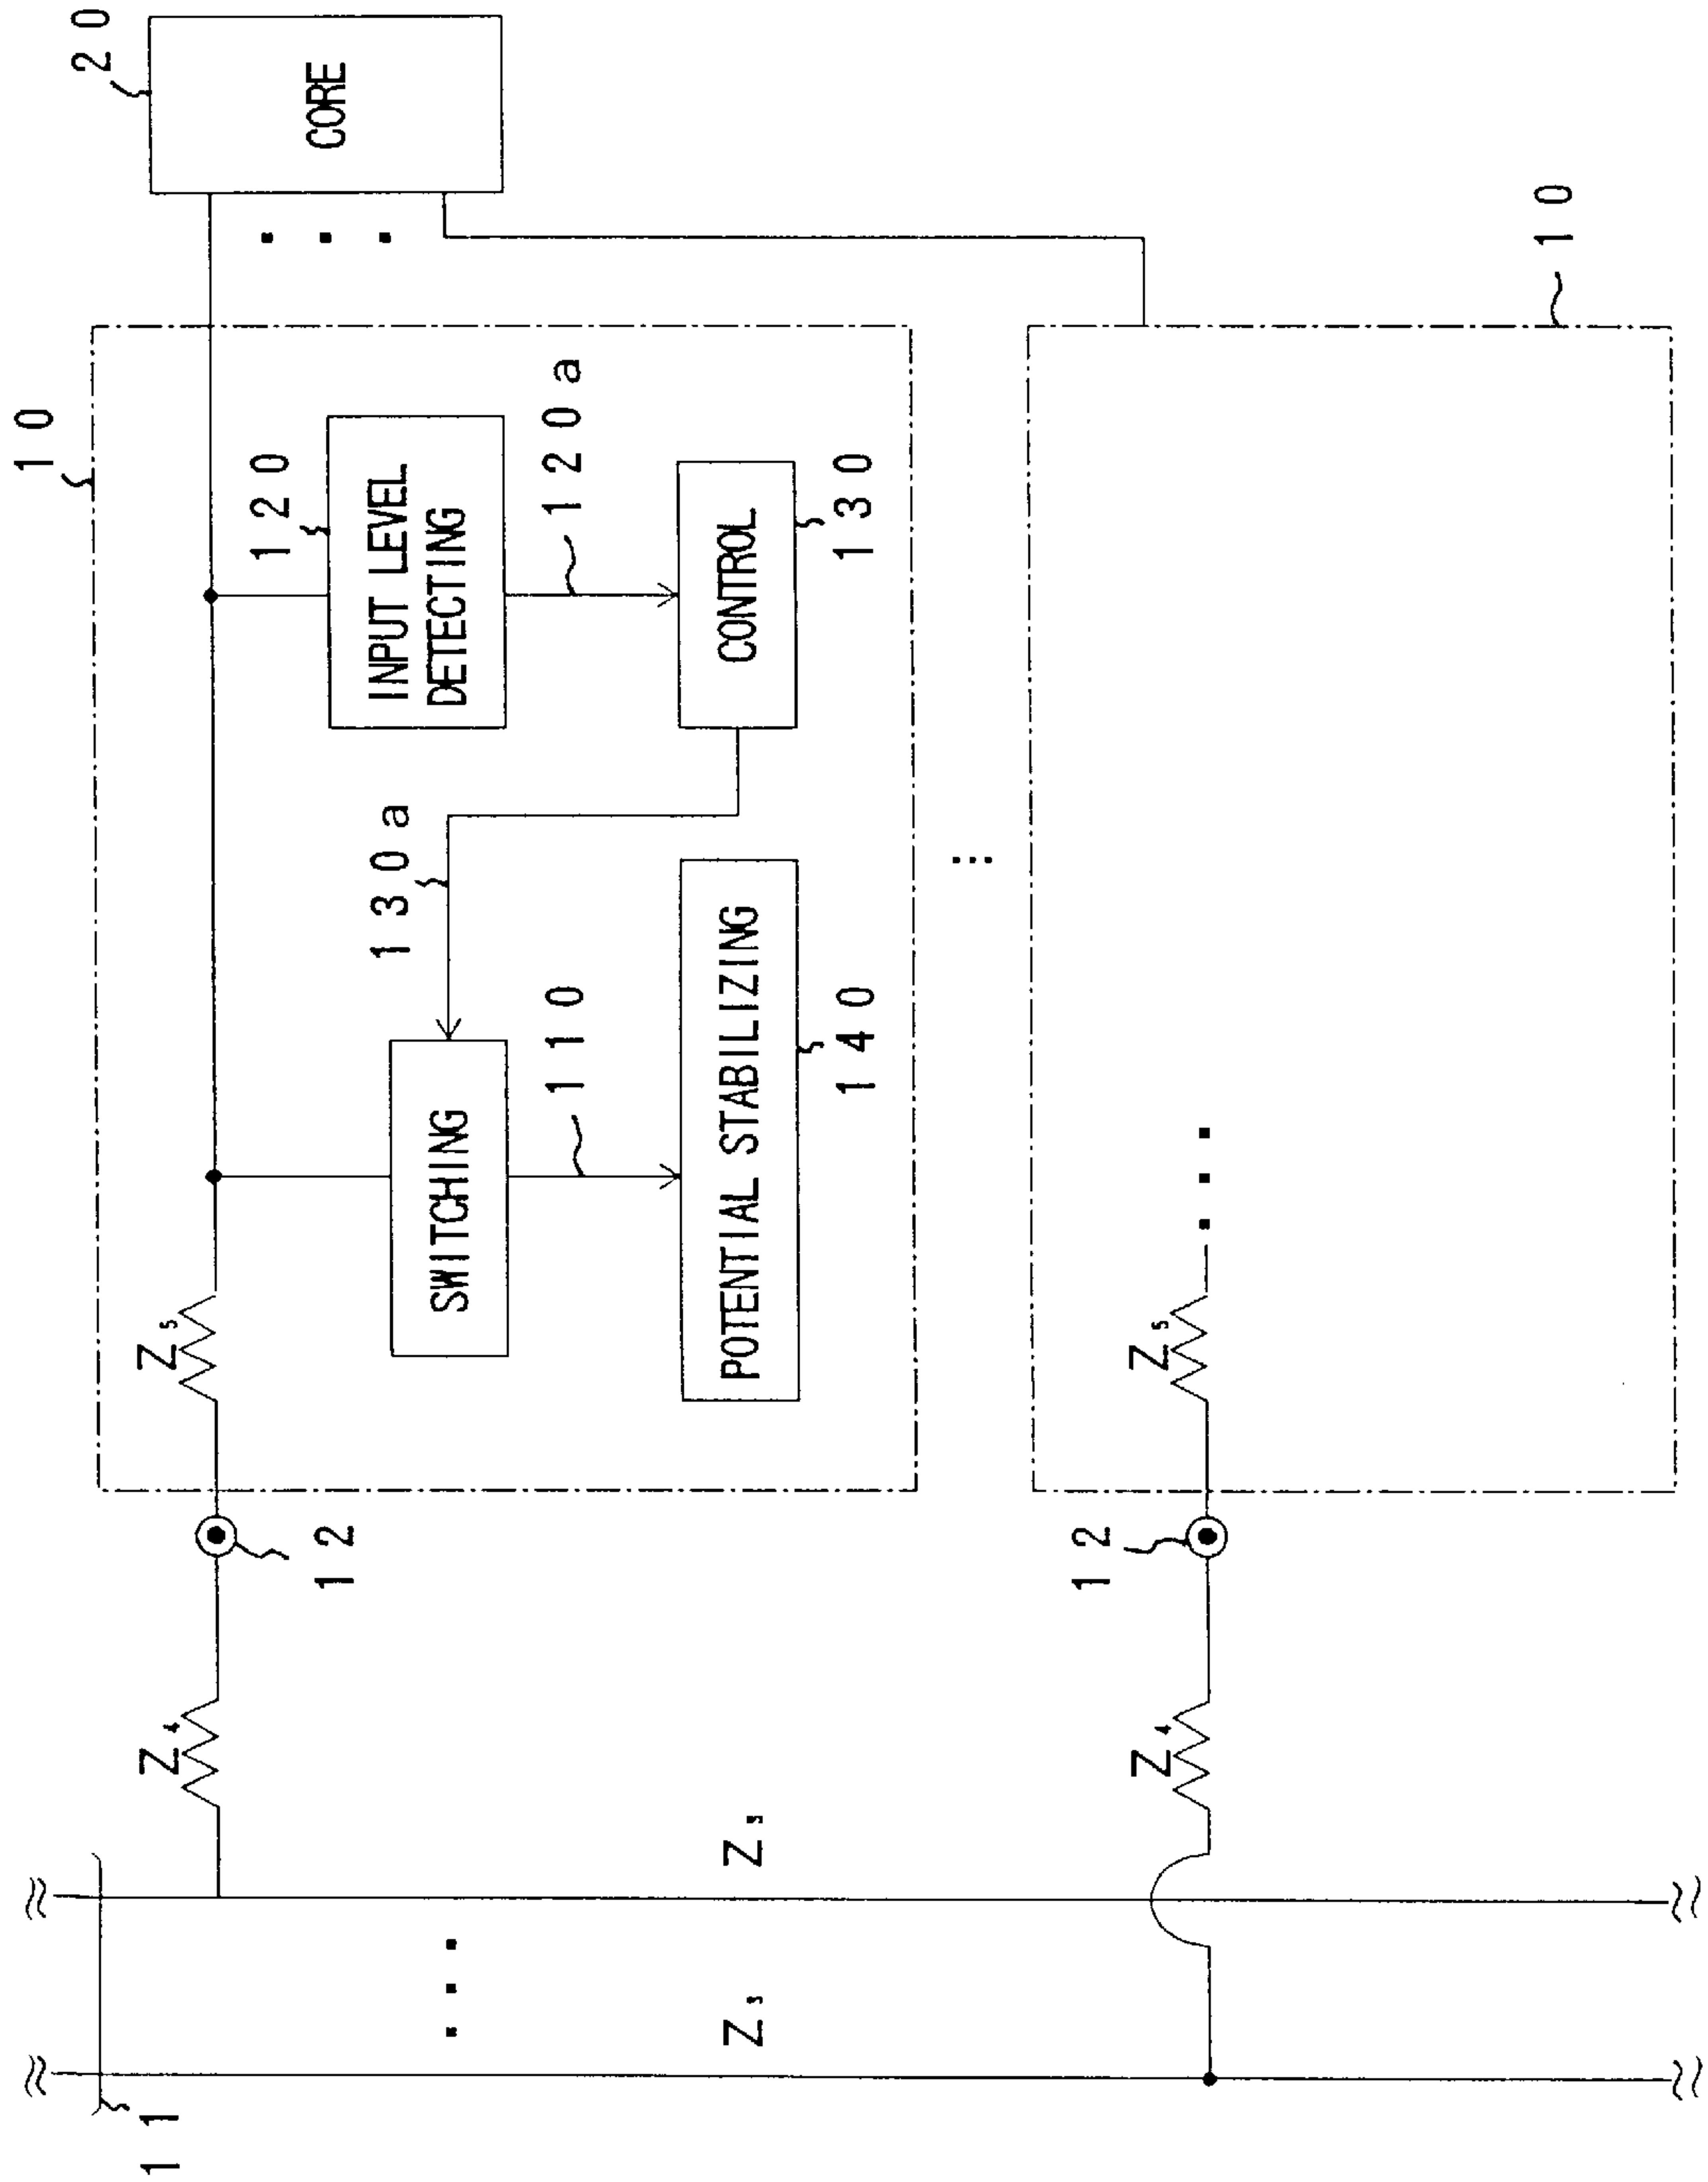 10
20
11
Z₄
Z₅
120
12
CORE
130a
INPUT LEVEL
DETECTING
SWITCHING
110
120a
Z₃
Z₃
POTENTIAL STABILIZING
CONTROL
140
130
12
Z₄
Z₅
10